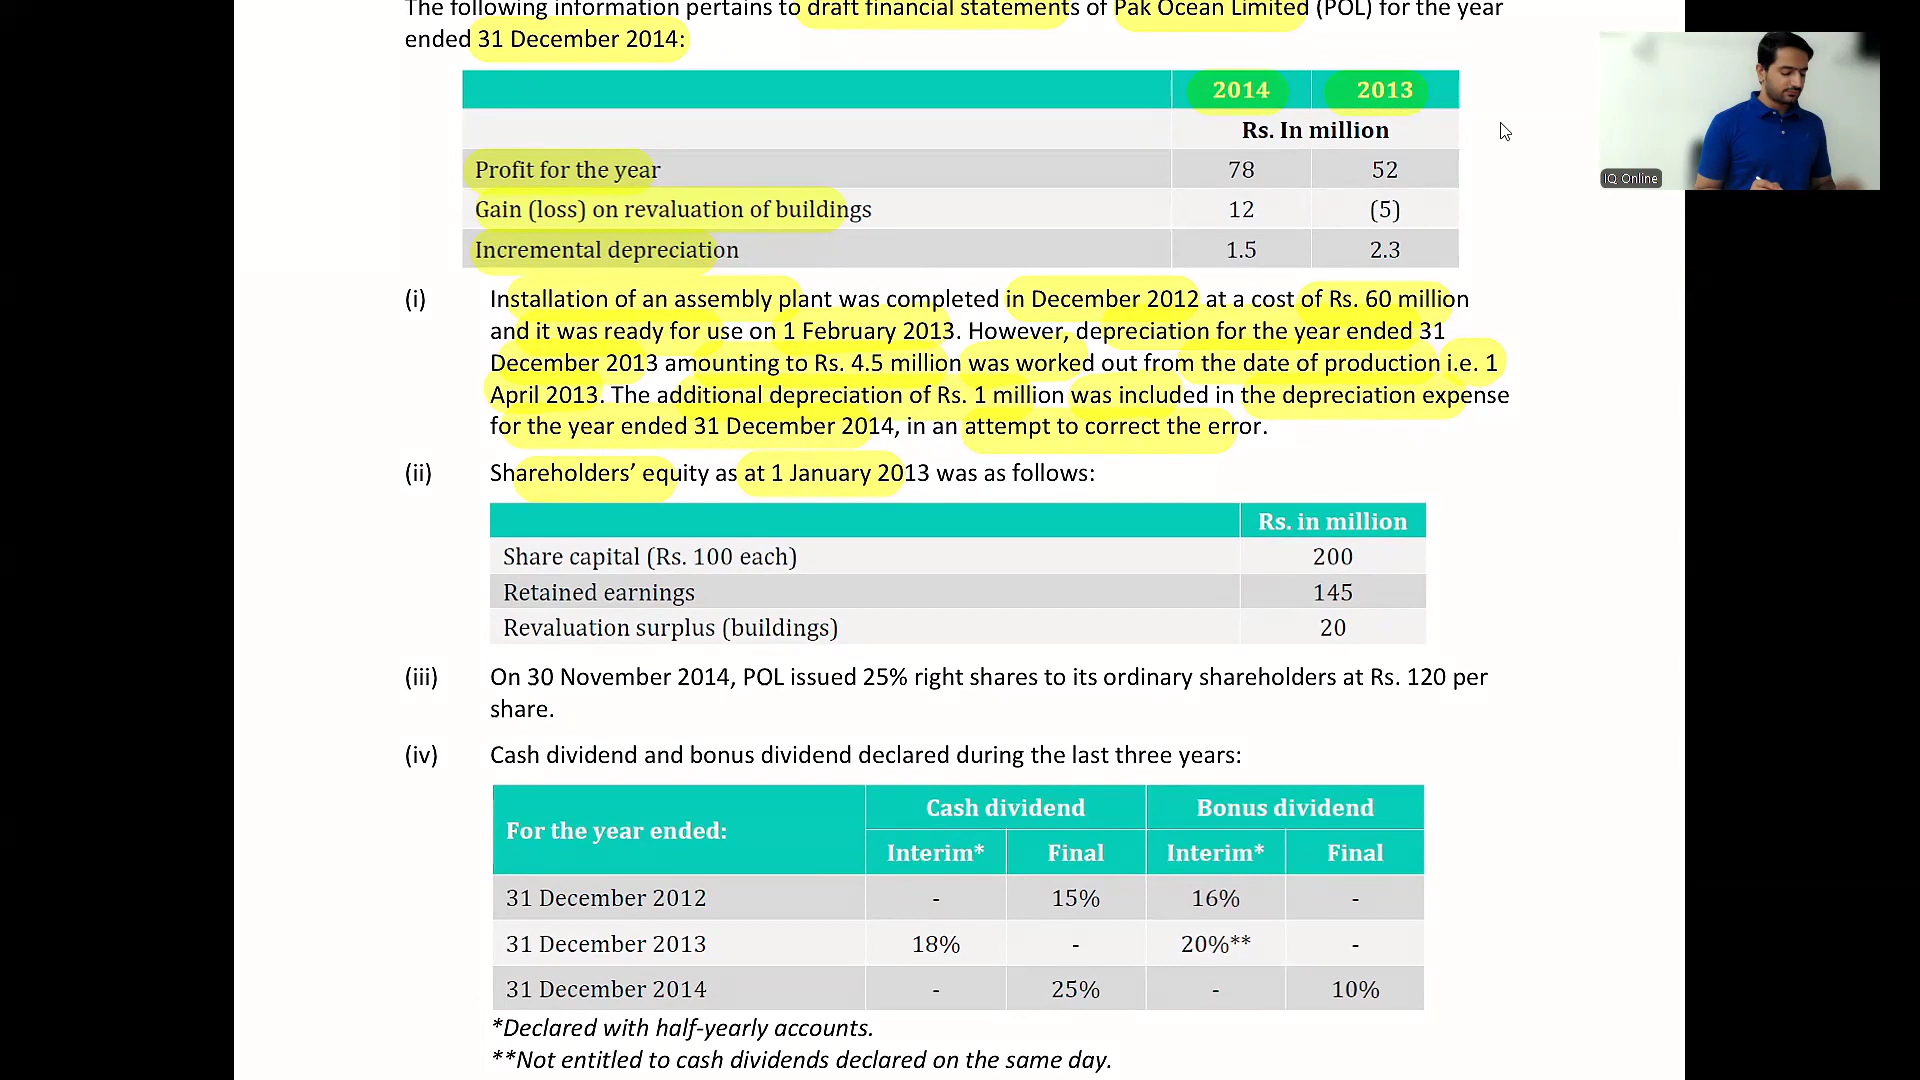 The following information pertains to draft financial statements of Pak Ocean Limited (POL) for the year
ended 31 December 2014:
2014 2013
Rs. In million
Profit for the year 78 52
Gain (loss) on revaluation of buildings 12 (5)
Incremental depreciation 1.5 2.3
(i) Installation of an assembly plant was completed in December 2012 at a cost of Rs. 60 million
and it was ready for use on 1 February 2013. However, depreciation for the year ended 31
December 2013 amounting to Rs. 4.5 million was worked out from the date of production i.e. 1
April 2013. The additional depreciation of Rs. 1 million was included in the depreciation expense
for the year ended 31 December 2014, in an attempt to correct the error.
(ii) Shareholders’ equity as at 1 January 2013 was as follows:
Rs. in million
Share capital (Rs. 100 each) 200
Retained earnings 145
Revaluation surplus (buildings) 20
(iii) On 30 November 2014, POL issued 25% right shares to its ordinary shareholders at Rs. 120 per
share.
(iv) Cash dividend and bonus dividend declared during the last three years:
For the year ended: Cash dividend Bonus dividend
Interim* Final Interim* Final
31 December 2012 - 15% 16% -
31 December 2013 18% - 20%** -
31 December 2014 - 25% - 10%
*Declared with half-yearly accounts.
**Not entitled to cash dividends declared on the same day.
IQ Online